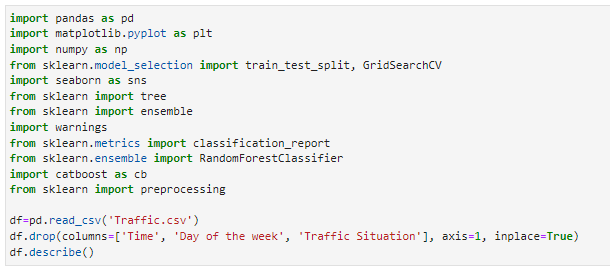 import pandas as pd
import matplotlib.pyplot as plt
import numpy as np
from sklearn.model_selection import train_test_split, GridSearchCV
import seaborn as sns
from sklearn import tree
from sklearn import ensemble
import warnings
from sklearn.metrics import classification_report
from sklearn.ensemble import RandomForestClassifier
import catboost as cb
from sklearn import preprocessing

df=pd.read_csv('Traffic.csv')
df.drop(columns=['Time', 'Day of the week', 'Traffic Situation'], axis=1, inplace=True)
df.describe()